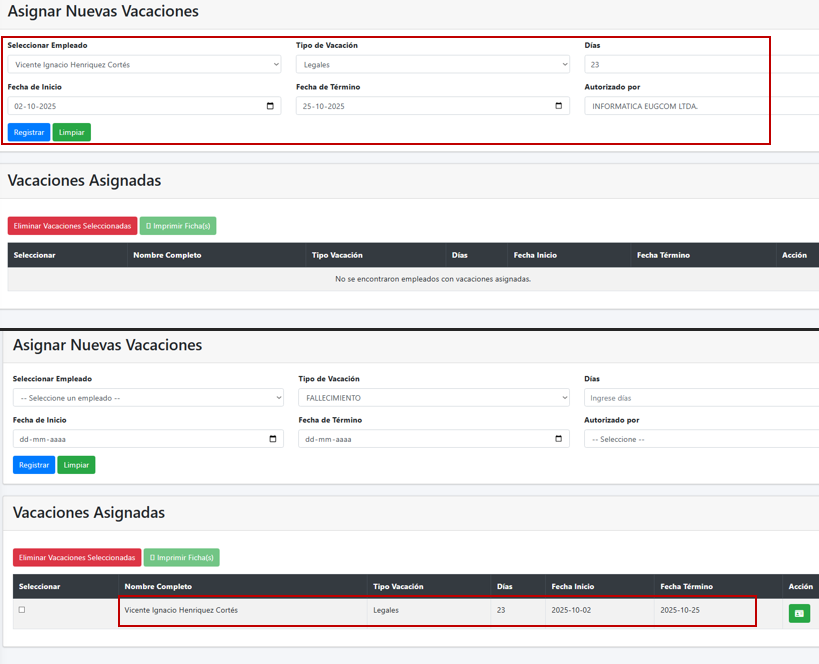 Asignar Nuevas Vacaciones
Seleccionar Empleado Tipo de Vacación Días
Vicente Ignacio Henriquez Cortés Legales 23
Fecha de Inicio Fecha de Término Autorizado por
02-10-2025 25-10-2025 INFORMATICA EUGCOM LTDA.
Registrar Limpiar
Vacaciones Asignadas
Eliminar Vacaciones Seleccionadas Imprimir Ficha(s)
Seleccionar Nombre Completo Tipo Vacación Días Fecha Inicio Fecha Término Acción
No se encontraron empleados con vacaciones asignadas.
Asignar Nuevas Vacaciones
Seleccionar Empleado Tipo de Vacación Días
-- Seleccione un empleado -- FALLECIMIENTO Ingrese días
Fecha de Inicio Fecha de Término Autorizado por
dd-mm-aaaa dd-mm-aaaa -- Seleccione --
Registrar Limpiar
Vacaciones Asignadas
Eliminar Vacaciones Seleccionadas Imprimir Ficha(s)
Seleccionar Nombre Completo Tipo Vacación Días Fecha Inicio Fecha Término Acción
Vicente Ignacio Henriquez Cortés Legales 23 2025-10-02 2025-10-25